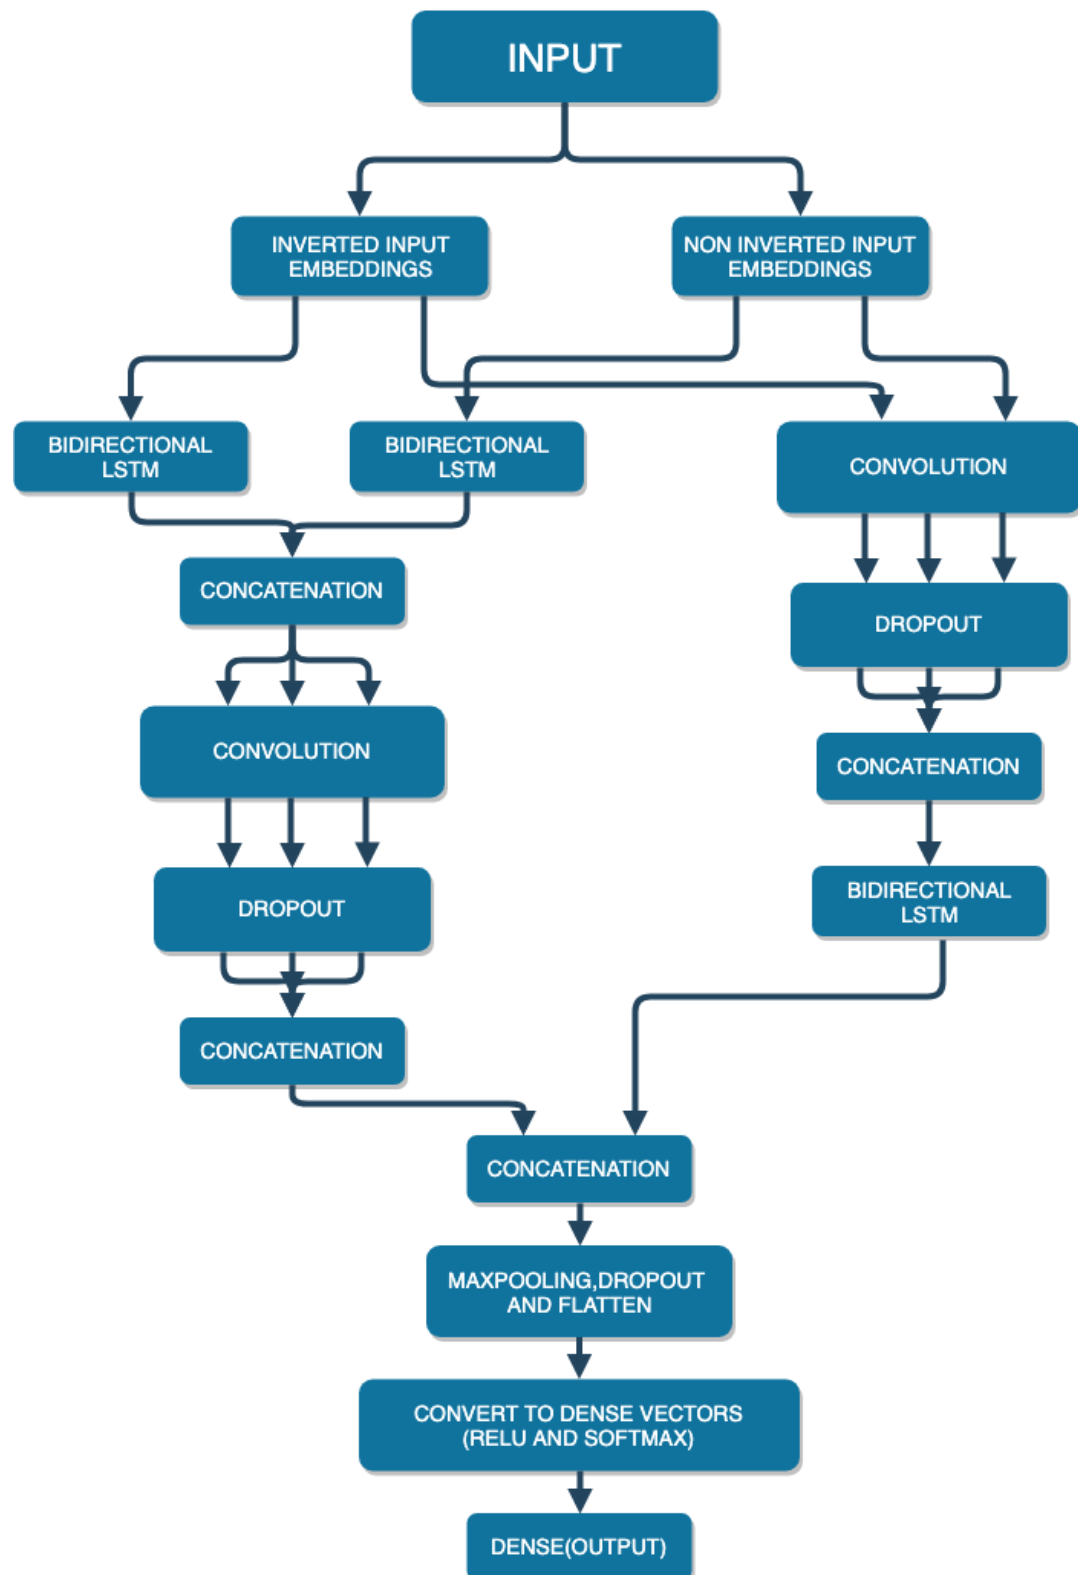 INPUT
INVERTED INPUT
EMBEDDINGS
NON INVERTED INPUT
EMBEDDINGS
BIDIRECTIONAL
LSTM
BIDIRECTIONAL
LSTM
CONVOLUTION
CONCATENATION
DROPOUT
CONVOLUTION
CONCATENATION
DROPOUT
BIDIRECTIONAL
LSTM
CONCATENATION
CONCATENATION
MAXPOOLING,DROPOUT
AND FLATTEN
CONVERT TO DENSE VECTORS
(RELU AND SOFTMAX)
DENSE(OUTPUT)